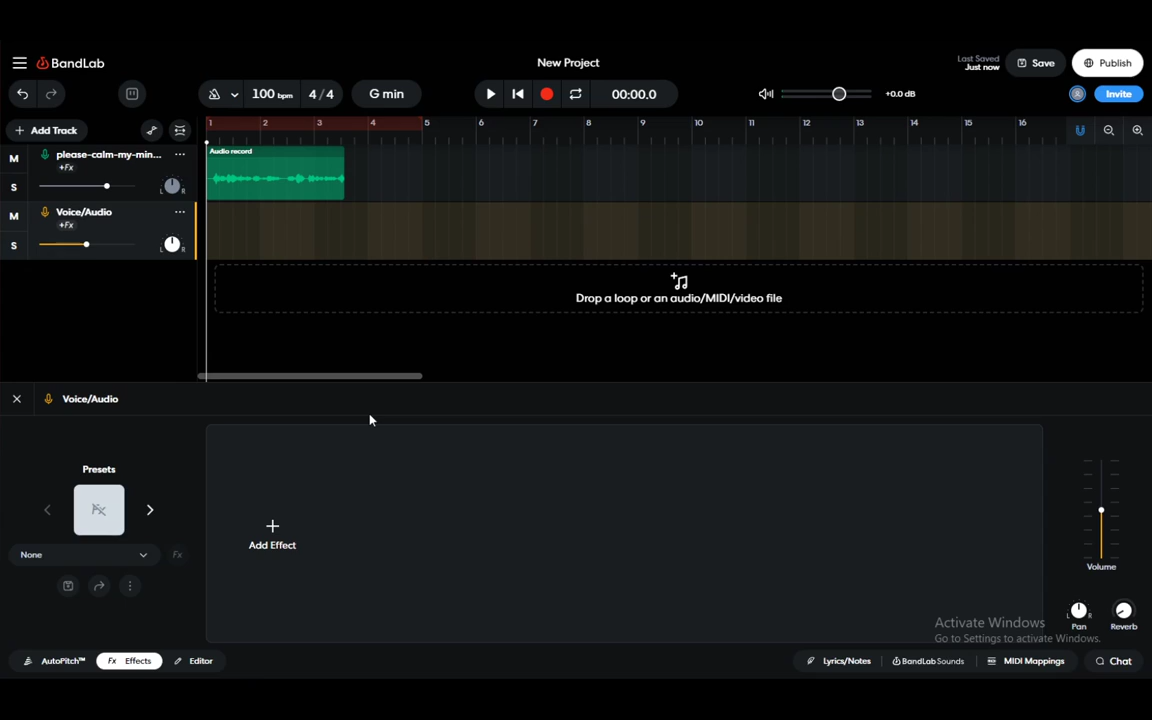 BandLab
New Project
Last Saved
Just now
Save
Publish
100 bpm
4/4
G min
00:00.0
+0.0 dB
Invite
+ Add Track
1 2 3 4 5 6 7 8 9 10 11 12 13 14 15 16
M
please-calm-my-min...
+Fx
S
L R
Audio record
M
Voice/Audio
+Fx
S
L R
Drop a loop or an audio/MIDI/video file
Voice/Audio
Presets
Fx
None
Fx
+
Add Effect
Volume
L R
Pan
Reverb
Activate Windows
Go to Settings to activate Windows.
AutoPitch™
Fx Effects
Editor
Lyrics/Notes
BandLab Sounds
MIDI Mappings
Chat